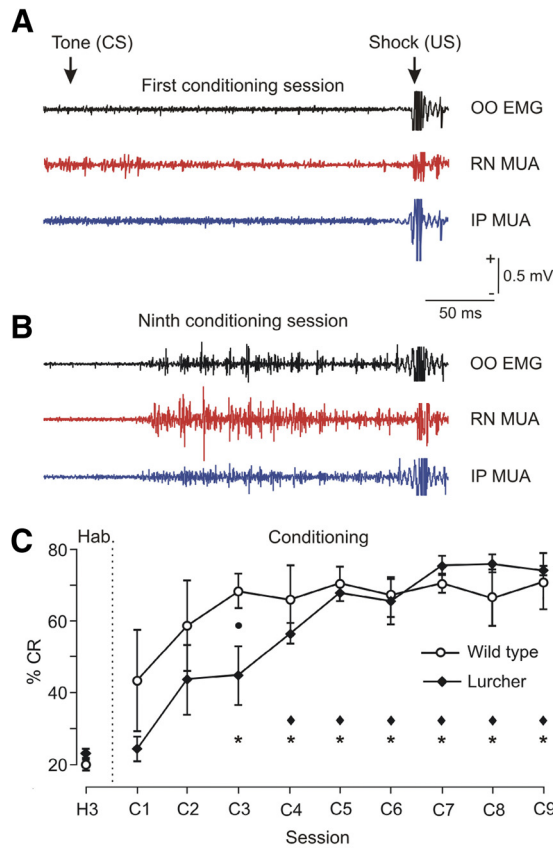 A
Tone (CS)
Shock (US)
First conditioning session
OO EMG
RN MUA
IP MUA
+
0.5 mV
-
50 ms
B
Ninth conditioning session
OO EMG
RN MUA
IP MUA
C
Hab.
Conditioning
80
60
40
20
% CR
Wild type
Lurcher
* * * * * * *
H3 C1 C2 C3 C4 C5 C6 C7 C8 C9
Session